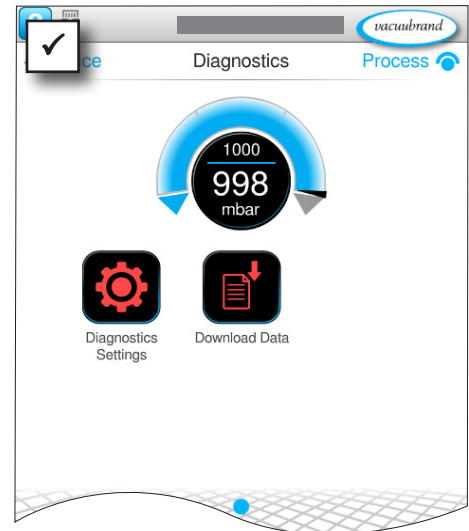 vacuubrand
ce
Diagnostics
Process
1000
998
mbar
Diagnostics
Settings
Download Data